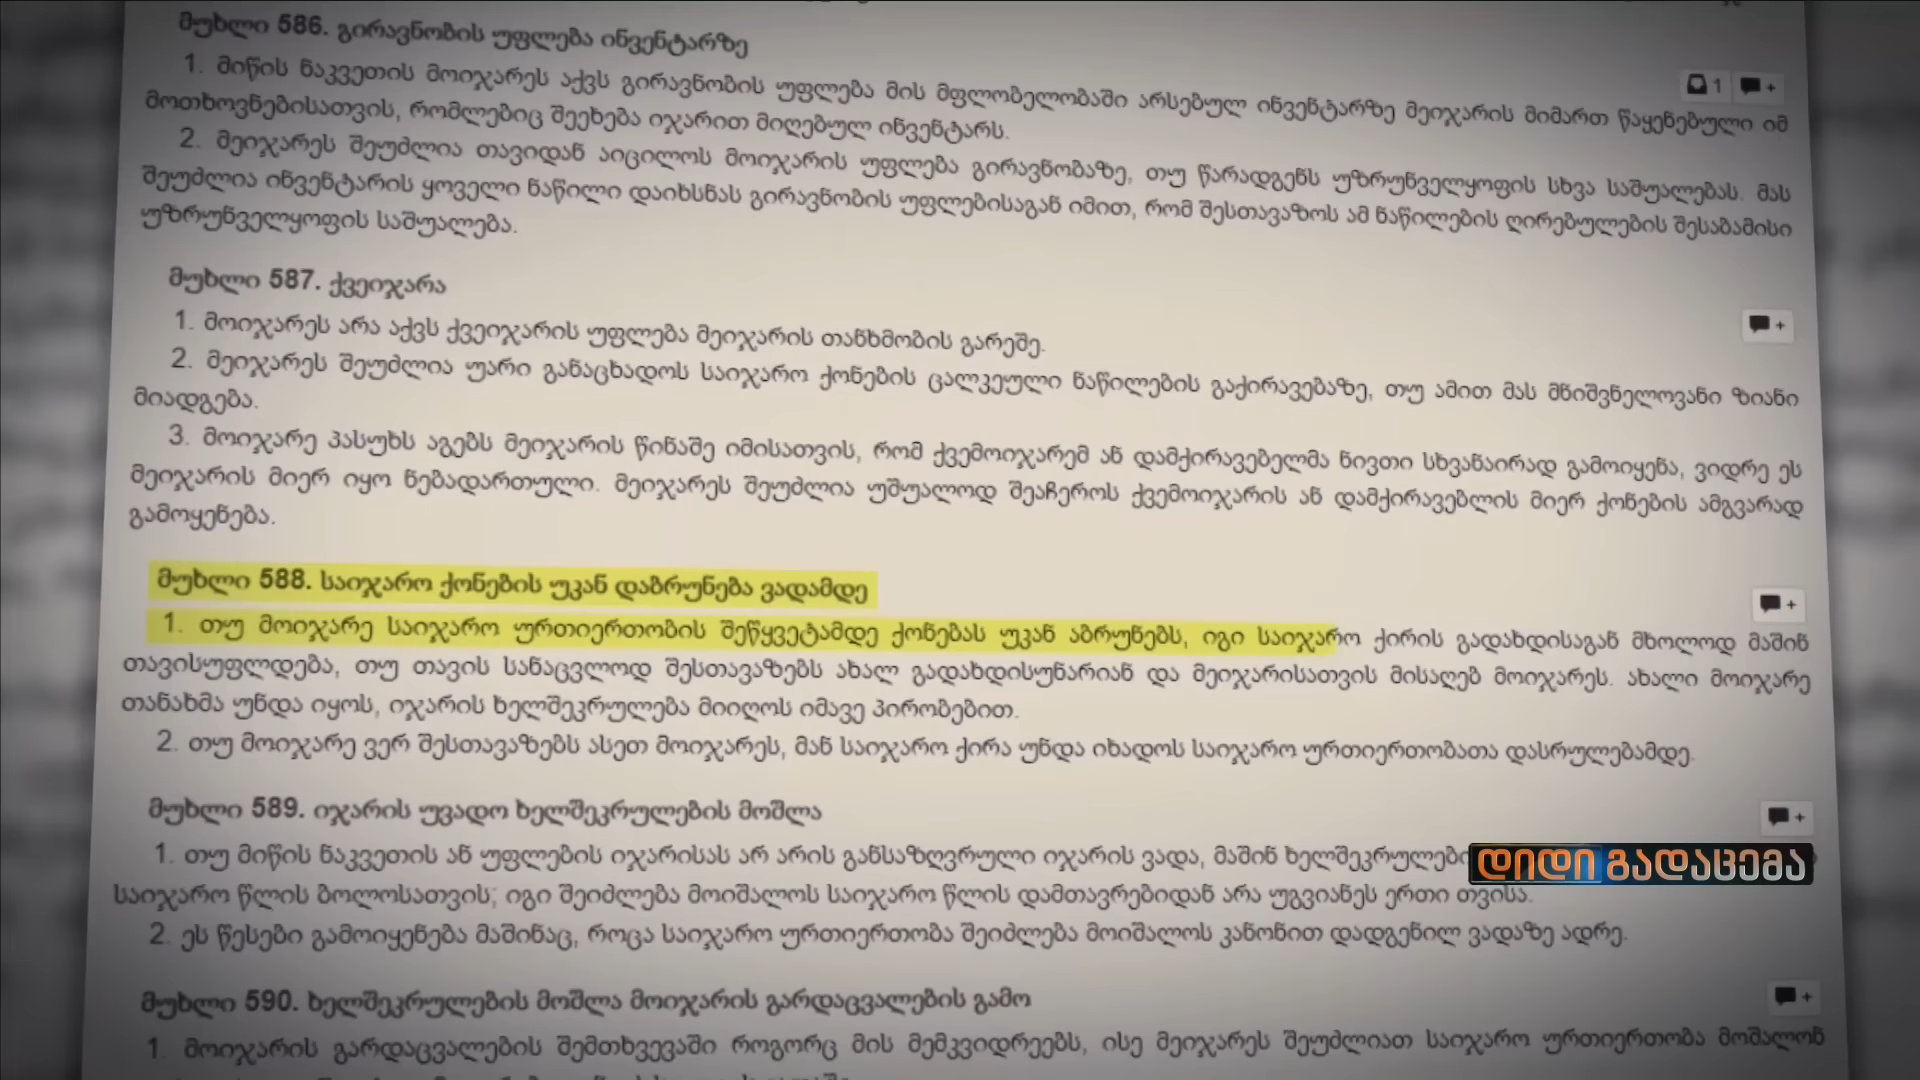 მუხლი 586. გირავნობის უფლება ინვენტარზე
1. მიწის ნაკვეთის მოიჯარეს აქვს გირავნობის უფლება მის მფლობელობაში არსებულ ინვენტარზე მეიჯარის მიმართ წაყენებული იმ
მოთხოვნებისათვის, რომლებიც შეეხება იჯარით მიღებულ ინვენტარს.
1
+
2. მეიჯარეს შეუძლია თავიდან აიცილოს მოიჯარის უფლება გირავნობაზე, თუ წარადგენს უზრუნველყოფის სხვა საშუალებას. მას
შეუძლია ინვენტარის ყოველი ნაწილი დაიხსნას გირავნობის უფლებისაგან იმით, რომ შესთავაზოს ამ ნაწილების ღირებულების შესაბამისი
უზრუნველყოფის საშუალება.
მუხლი 587. ქვეიჯარა
+
1. მოიჯარეს არა აქვს ქვეიჯარის უფლება მეიჯარის თანხმობის გარეშე.
2. მეიჯარეს შეუძლია უარი განაცხადოს საიჯარო ქონების ცალკეული ნაწილების გაქირავებაზე, თუ ამით მას მნიშვნელოვანი ზიანი
მიადგება.
3. მოიჯარე პასუხს აგებს მეიჯარის წინაშე იმისათვის, რომ ქვემოიჯარემ ან დამქირავებელმა ნივთი სხვანაირად გამოიყენა, ვიდრე ეს
მეიჯარის მიერ იყო ნებადართული. მეიჯარეს შეუძლია უშუალოდ შეაჩეროს ქვემოიჯარის ან დამქირავებლის მიერ ქონების ამგვარად
გამოყენება.
მუხლი 588. საიჯარო ქონების უკან დაბრუნება ვადამდე
+
1. თუ მოიჯარე საიჯარო ურთიერთობის შეწყვეტამდე ქონებას უკან აბრუნებს, იგი საიჯარო ქირის გადახდისაგან მხოლოდ მაშინ
თავისუფლდება, თუ თავის სანაცვლოდ შესთავაზებს ახალ გადახდისუნარიან და მეიჯარისათვის მისაღებ მოიჯარეს. ახალი მოიჯარე
თანახმა უნდა იყოს, იჯარის ხელშეკრულება მიიღოს იმავე პირობებით.
2. თუ მოიჯარე ვერ შესთავაზებს ასეთ მოიჯარეს, მან საიჯარო ქირა უნდა იხადოს საიჯარო ურთიერთობათა დასრულებამდე.
მუხლი 589. იჯარის უვადო ხელშეკრულების მოშლა
+
1. თუ მიწის ნაკვეთის ან უფლების იჯარისას არ არის განსაზღვრული იჯარის ვადა, მაშინ
დიდი გადაცემა
საიჯარო წლის ბოლოსათვის; იგი შეიძლება მოიშალოს საიჯარო წლის დამთავრებიდან არა უგვიანეს ერთი თვისა.
2. ეს წესები გამოიყენება მაშინაც, როცა საიჯარო ურთიერთობა შეიძლება მოიშალოს კანონით დადგენილ ვადაზე ადრე.
მუხლი 590. ხელშეკრულების მოშლა მოიჯარის გარდაცვალების გამო
+
1. მოიჯარის გარდაცვალების შემთხვევაში როგორც მის მემკვიდრეებს, ისე მეიჯარეს შეუძლიათ საიჯარო ურთიერთობა მოშალონ